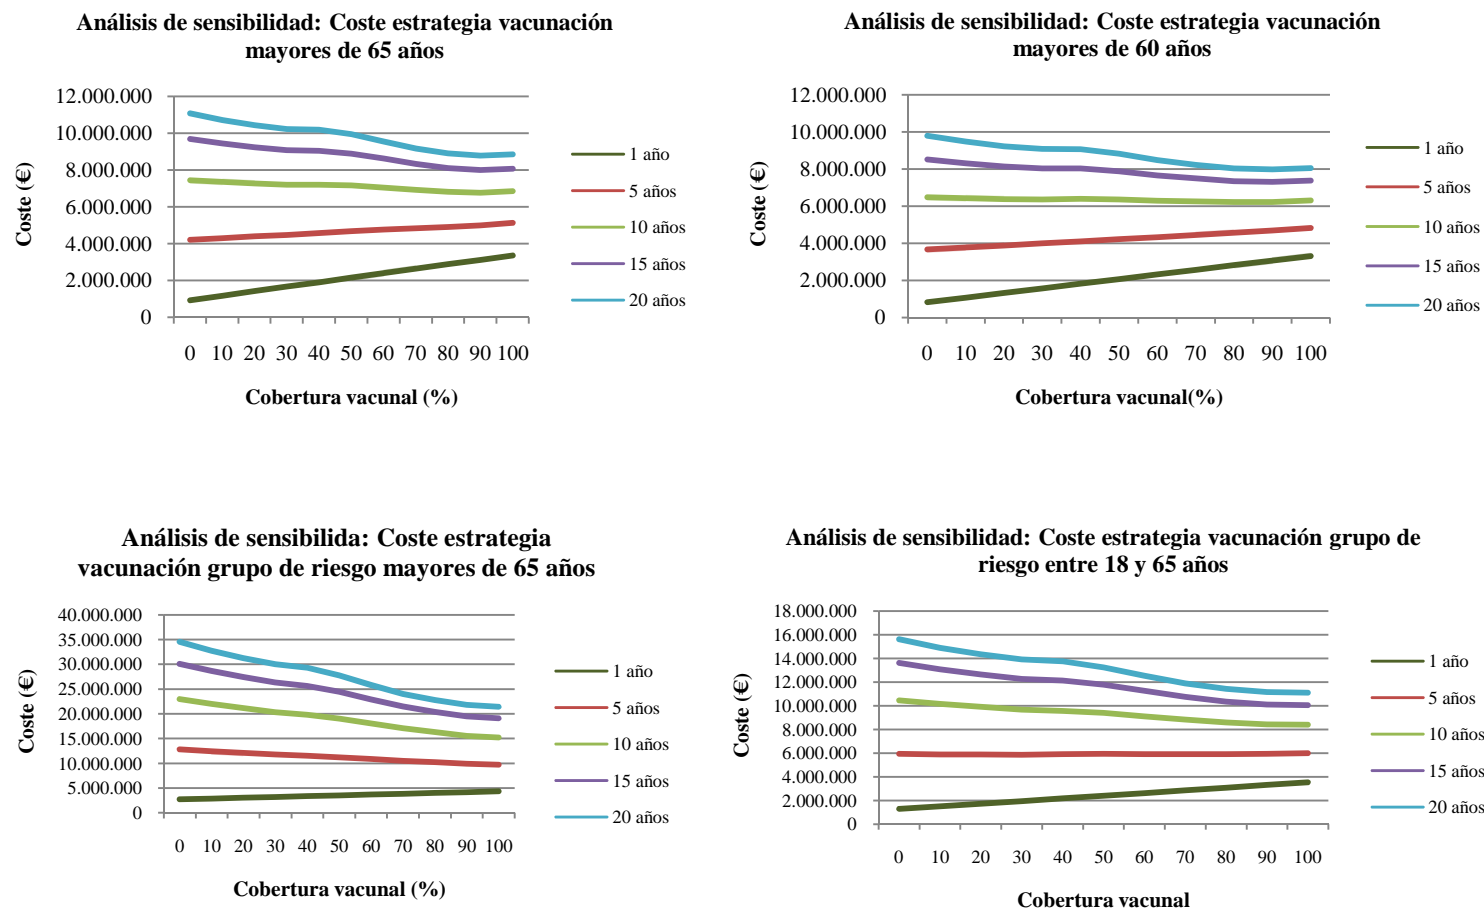 Análisis de sensibilidad: Coste estrategia vacunación
mayores de 65 años
Coste (€)
12.000.000
10.000.000
8.000.000
6.000.000
4.000.000
2.000.000
0
0 10 20 30 40 50 60 70 80 90 100
Cobertura vacunal (%)
1 año
5 años
10 años
15 años
20 años
Análisis de sensibilidad: Coste estrategia vacunación
mayores de 60 años
Coste (€)
12.000.000
10.000.000
8.000.000
6.000.000
4.000.000
2.000.000
0
0 10 20 30 40 50 60 70 80 90 100
Cobertura vacunal(%)
1 año
5 años
10 años
15 años
20 años
Análisis de sensibilida: Coste estrategia
vacunación grupo de riesgo mayores de 65 años
Coste (€)
40.000.000
35.000.000
30.000.000
25.000.000
20.000.000
15.000.000
10.000.000
5.000.000
0
0 10 20 30 40 50 60 70 80 90 100
Cobertura vacunal (%)
1 año
5 años
10 años
15 años
20 años
Análisis de sensibilidad: Coste estrategia vacunación grupo de
riesgo entre 18 y 65 años
Coste (€)
18.000.000
16.000.000
14.000.000
12.000.000
10.000.000
8.000.000
6.000.000
4.000.000
2.000.000
0
0 10 20 30 40 50 60 70 80 90 100
Cobertura vacunal
1 año
5 años
10 años
15 años
20 años